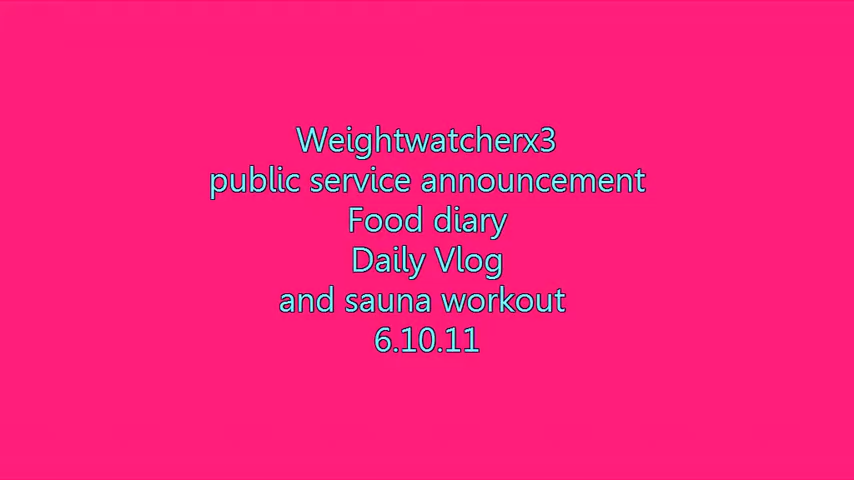 Weightwatcherx3
public service announcement
Food diary
Daily Vlog
and sauna workout
6.10.11